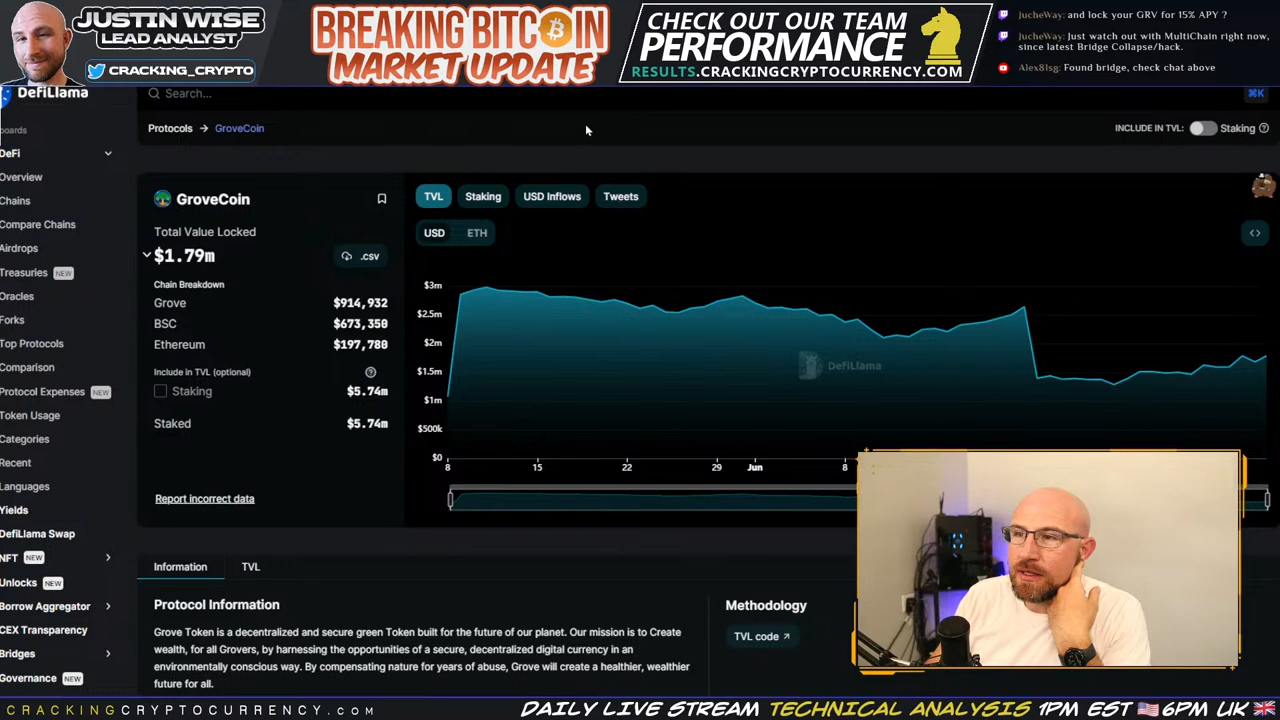 JUSTIN WISE
LEAD ANALYST
CRACKING_CRYPTO
BREAKING BITCOIN
MARKET UPDATE
CHECK OUT OUR TEAM
PERFORMANCE
RESULTS.CRACKINGCRYPTOCURRENCY.COM
JucheWay: and lock your GRV for 15% APY ?
JucheWay: Just watch out with MultiChain right now,
since latest Bridge Collapse/hack.
Alex8lsg: Found bridge, check chat above
DefiLlama
Search...
⌘K
boards
Protocols → GroveCoin
INCLUDE IN TVL: Staking
DeFi
Overview
Chains
Compare Chains
Airdrops
Treasuries NEW
Oracles
Forks
Top Protocols
Comparison
Protocol Expenses NEW
Token Usage
Categories
Recent
Languages
Yields
DefiLlama Swap
NFT NEW
Unlocks NEW
Borrow Aggregator
CEX Transparency
Bridges
Governance NEW
GroveCoin
Total Value Locked
$1.79m
.csv
Chain Breakdown
Grove $914,932
BSC $673,350
Ethereum $197,780
Include in TVL (optional)
Staking $5.74m
Staked $5.74m
Report incorrect data
TVL Staking USD Inflows Tweets
USD ETH
$3m
$2.5m
$2m
$1.5m
$1m
$500k
$0
8 15 22 29 Jun 8
DefiLlama
Information TVL
Protocol Information
Grove Token is a decentralized and secure green Token built for the future of our planet. Our mission is to Create
wealth, for all Grovers, by harnessing the opportunities of a secure, decentralized digital currency in an
environmentally conscious way. By compensating nature for years of abuse, Grove will create a healthier, wealthier
future for all.
Methodology
TVL code
CRACKINGCRYPTOCURRENCY.com
DAILY LIVE STREAM TECHNICAL ANALYSIS 1PM EST 6PM UK